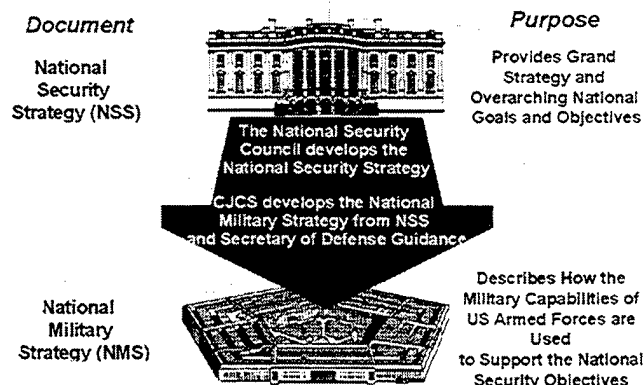 Document
Purpose
National
Security
Strategy (NSS)
Provides Grand
Strategy and
Overarching National
Goals and Objectives
The National Security
Council develops the
National Security Strategy
CJCS develops the National
Military Strategy from NSS
and Secretary of Defense Guidance
National
Military
Strategy (NMS)
Describes How the
Military Capabilities of
US Armed Forces are
Used
to Support the National
Security Objectives